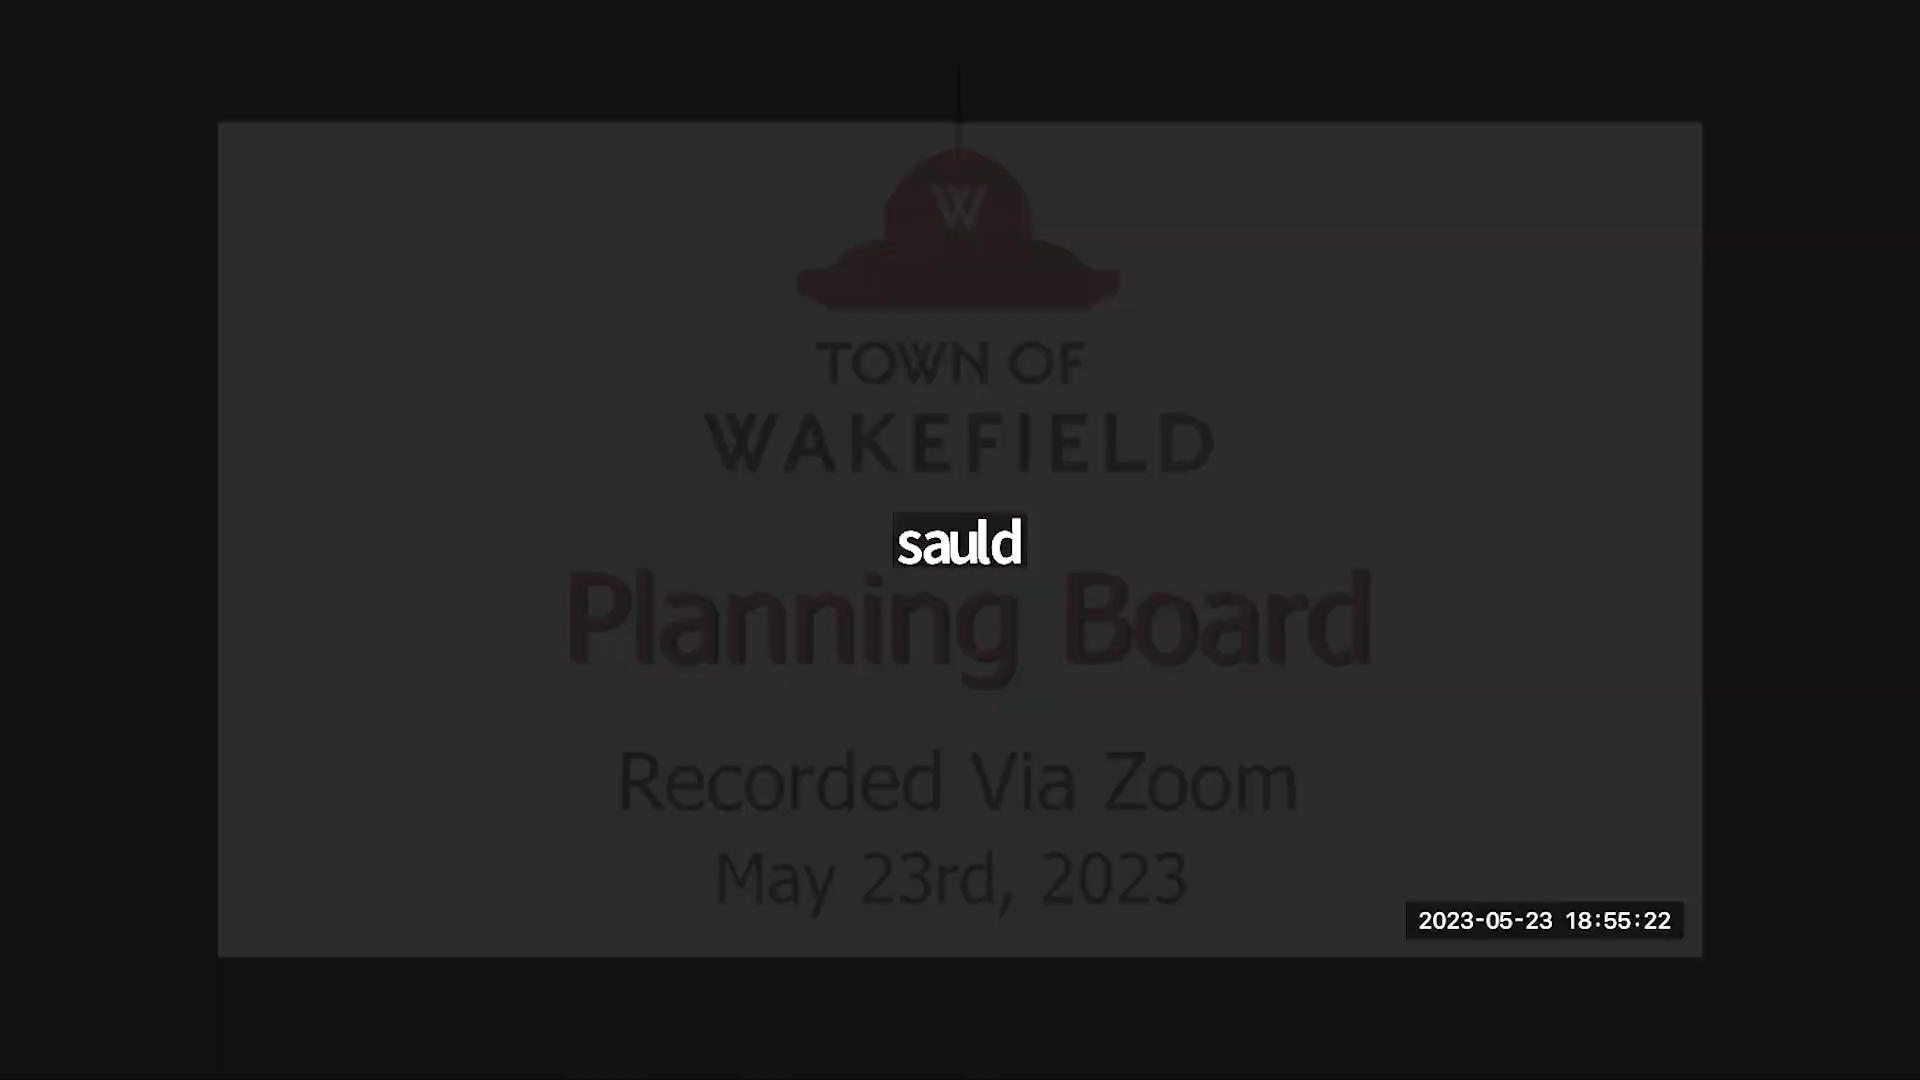 W
TOWN OF
WAKEFIELD
sauld
Planning Board
Recorded Via Zoom
May 23rd, 2023
2023-05-23 18:55:22